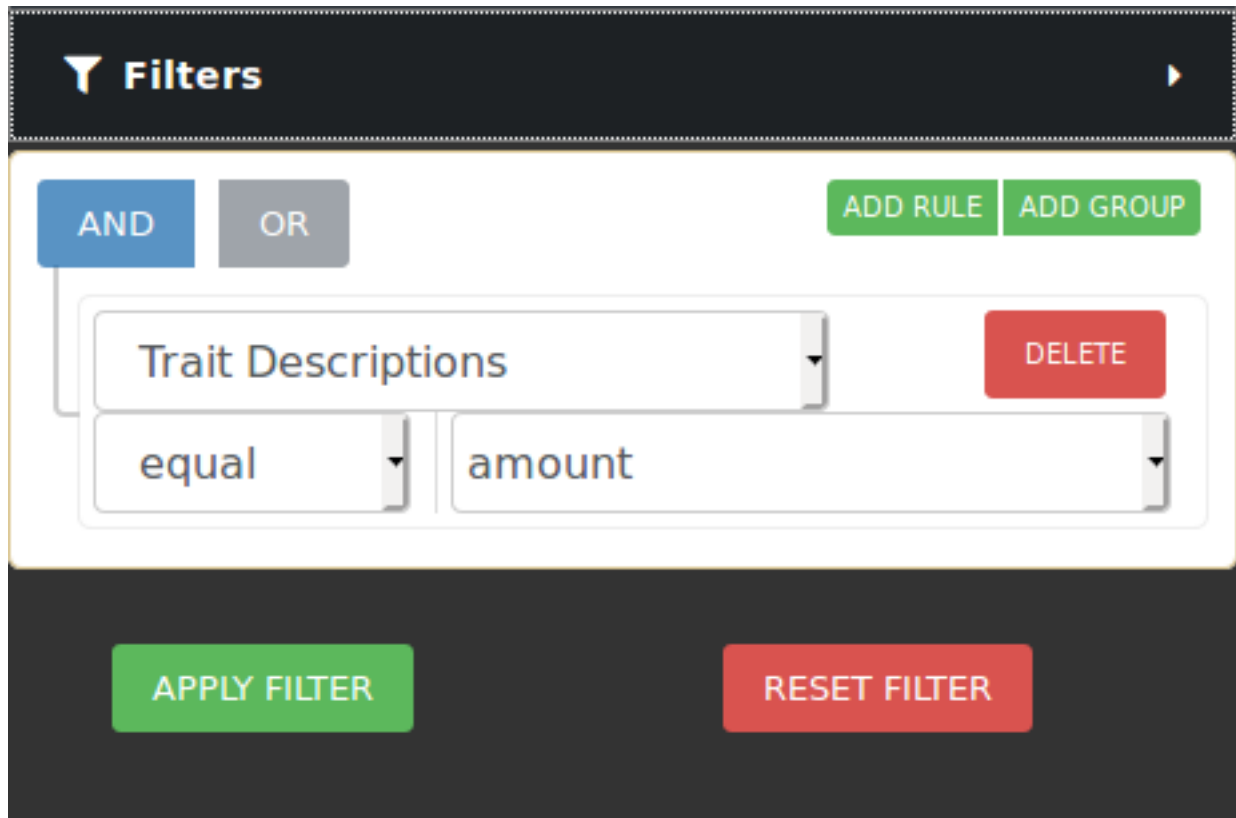 Filters
AND OR ADD RULE ADD GROUP
Trait Descriptions DELETE
equal amount
APPLY FILTER RESET FILTER